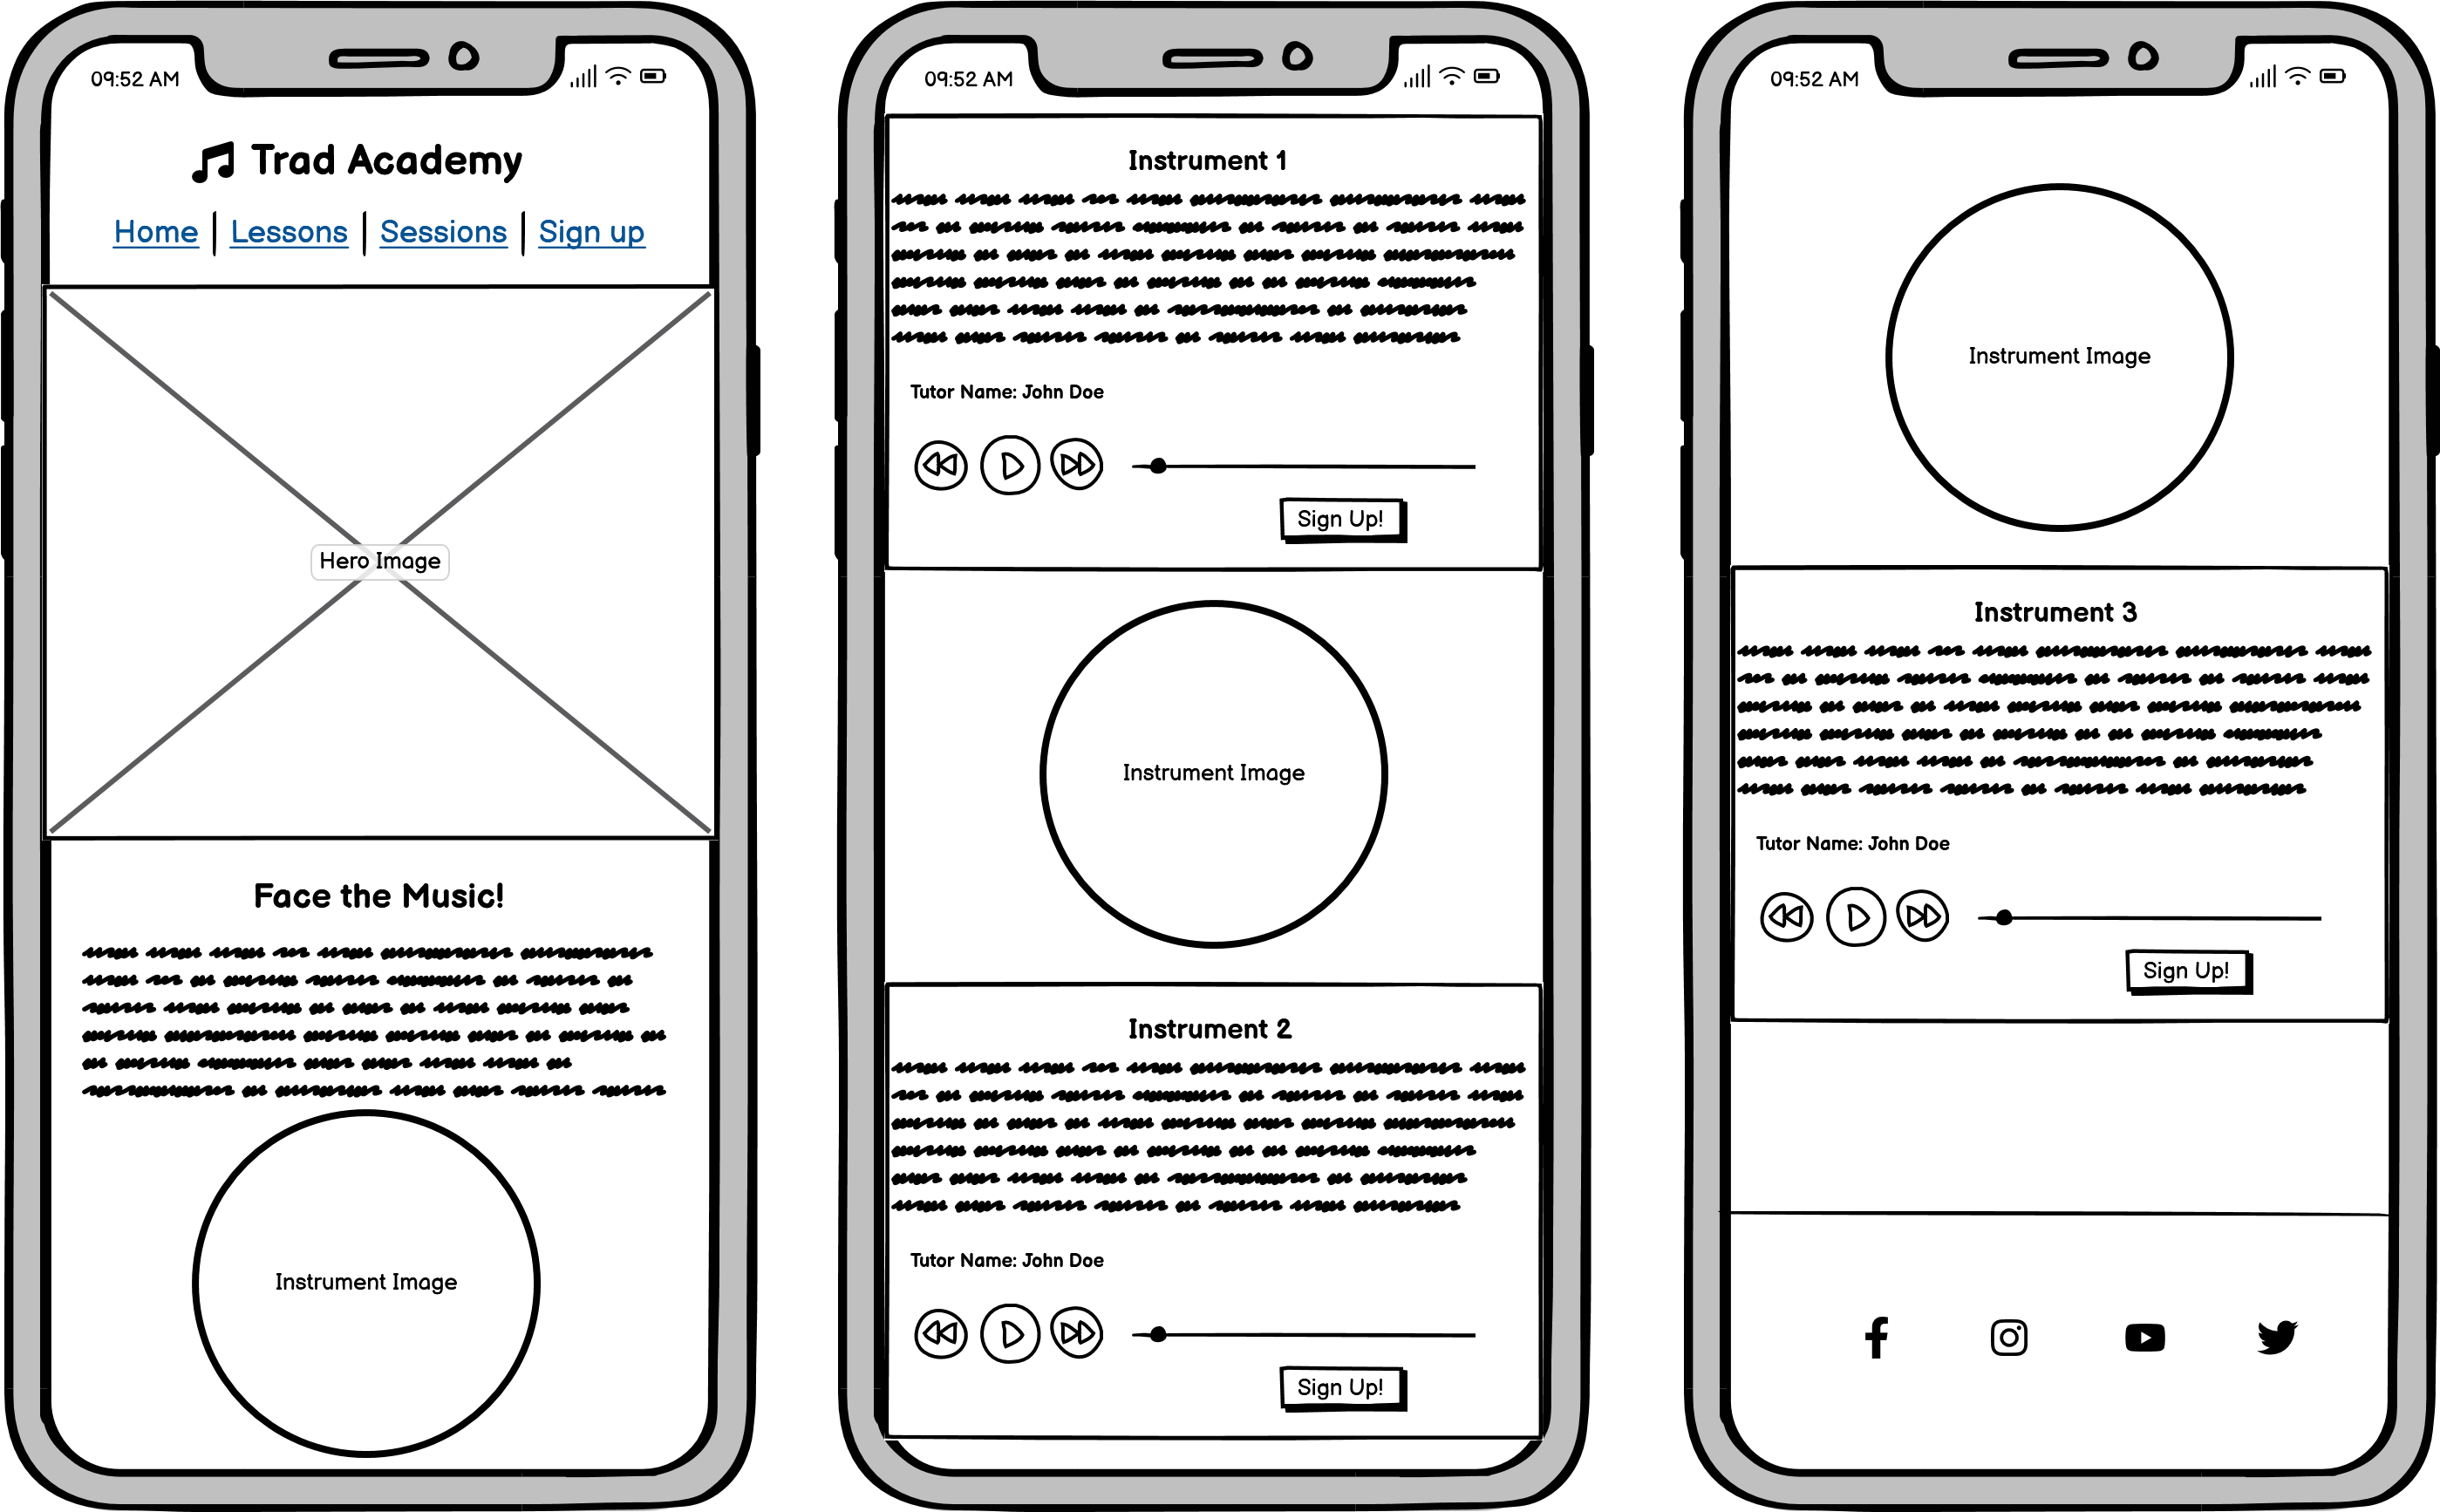 09:52 AM
Trad Academy
Home | Lessons | Sessions | Sign up
Hero Image
Face the Music!
Instrument Image
09:52 AM
Instrument 1
Tutor Name: John Doe
Sign Up!
Instrument Image
Instrument 2
Tutor Name: John Doe
Sign Up!
09:52 AM
Instrument Image
Instrument 3
Tutor Name: John Doe
Sign Up!